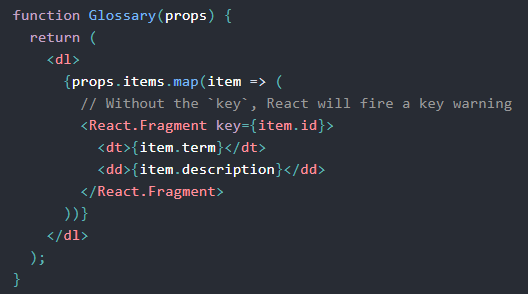 function Glossary(props) {
  return (
    <dl>
      {props.items.map(item => (
        // Without the `key`, React will fire a key warning
        <React.Fragment key={item.id}>
          <dt>{item.term}</dt>
          <dd>{item.description}</dd>
        </React.Fragment>
      ))}
    </dl>
  );
}